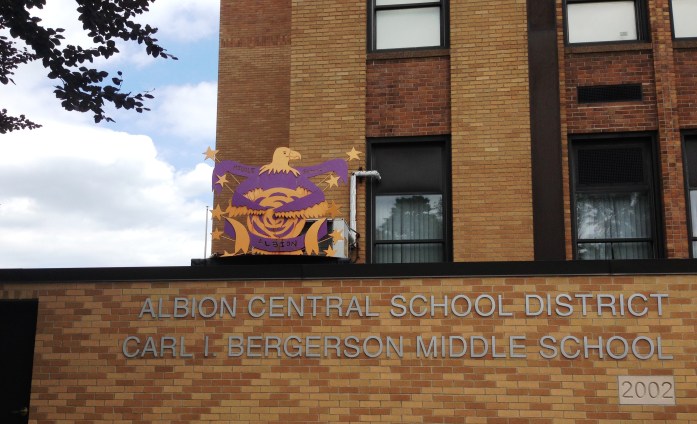 ALBION CENTRAL SCHOOL DISTRICT
CARL I. BERGERSON MIDDLE SCHOOL
2002